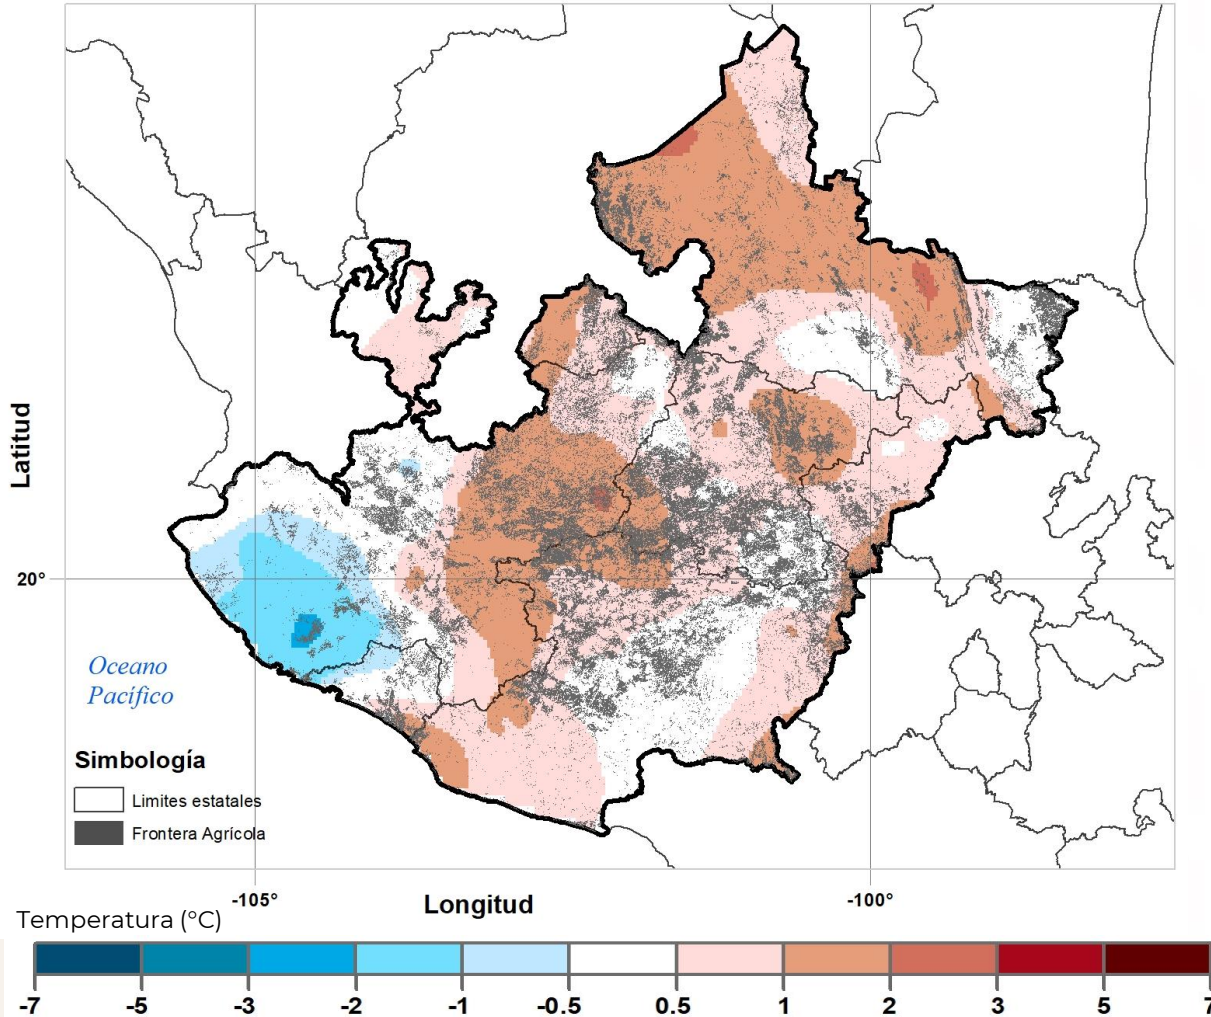 Latitud
20°
Oceano
Pacífico
Simbología
Limites estatales
Frontera Agrícola
-105°
Longitud
-100°
Temperatura (°C)
-7 -5 -3 -2 -1 -0.5 0.5 1 2 3 5 7